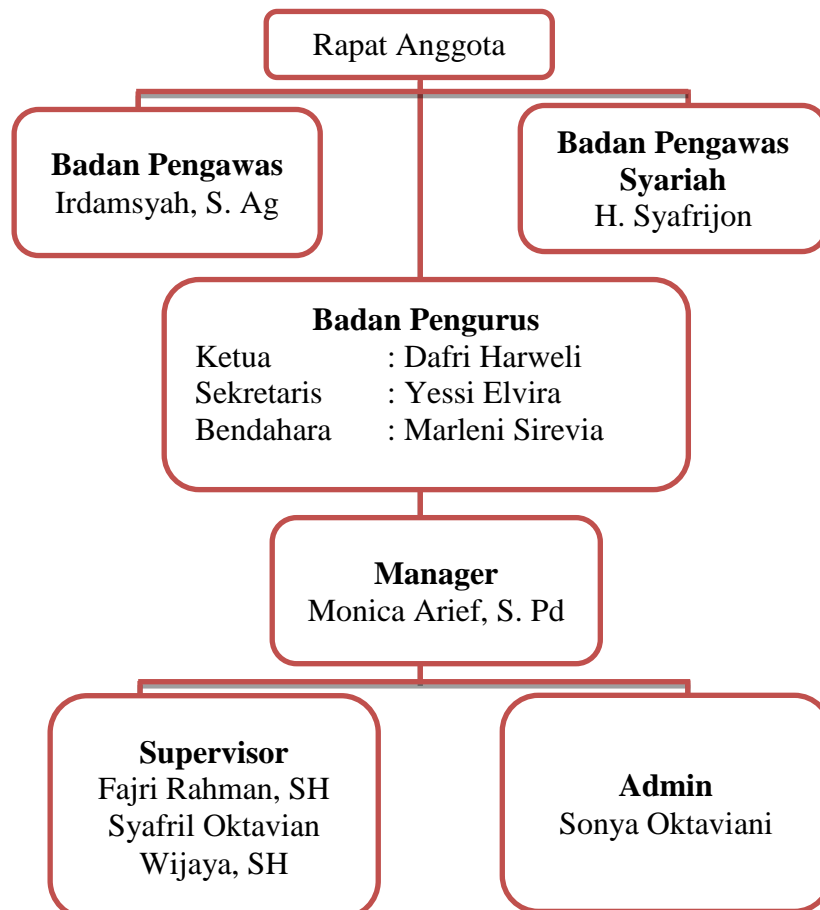 Rapat Anggota
Badan Pengawas
Irdamsyah, S. Ag
Badan Pengawas
Syariah
H. Syafrijon
Badan Pengurus
Ketua : Dafri Harweli
Sekretaris : Yessi Elvira
Bendahara : Marleni Sirevia
Manager
Monica Arief, S. Pd
Supervisor
Fajri Rahman, SH
Syafril Oktavian
Wijaya, SH
Admin
Sonya Oktaviani